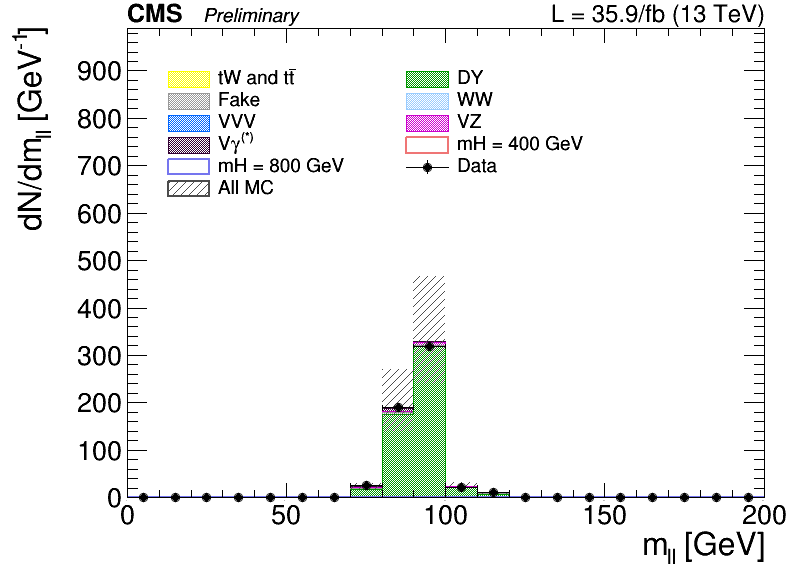 CMS Preliminary L = 35.9/fb (13 TeV)
dN/dm_ll [GeV⁻¹]
900
800
700
600
500
400
300
200
100
0
tW and tt̄ DY
Fake WW
VVV VZ
Vγ⁽*⁾ mH = 400 GeV
mH = 800 GeV Data
All MC
0 50 100 150 200
m_ll [GeV]